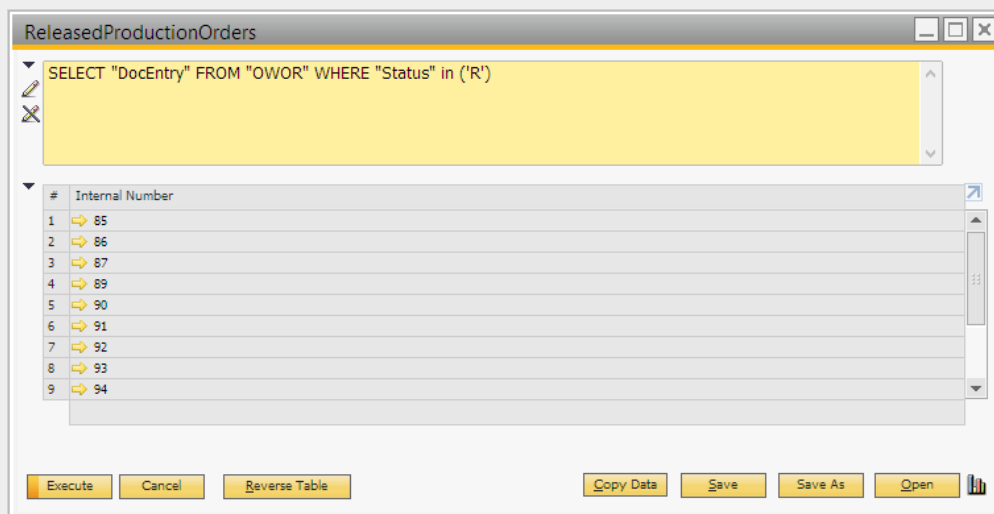 ReleasedProductionOrders
SELECT "DocEntry" FROM "OWOR" WHERE "Status" in ('R')
# Internal Number
1 85
2 86
3 87
4 89
5 90
6 91
7 92
8 93
9 94
Execute Cancel Reverse Table Copy Data Save Save As Open